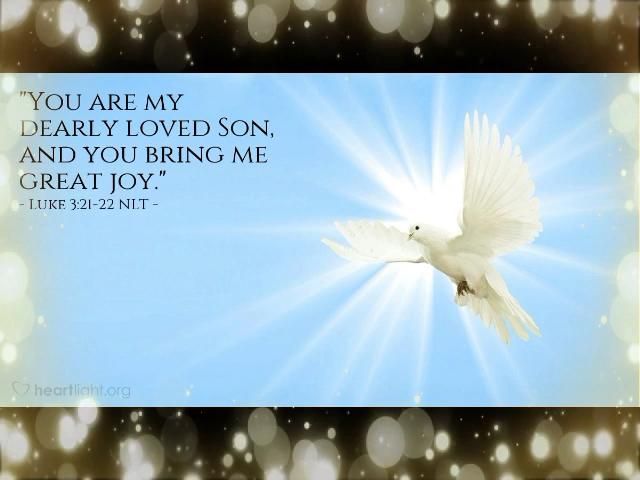 "You are my
dearly loved Son,
and you bring me
great joy."
- Luke 3:21-22 NLT -
heartlight.org